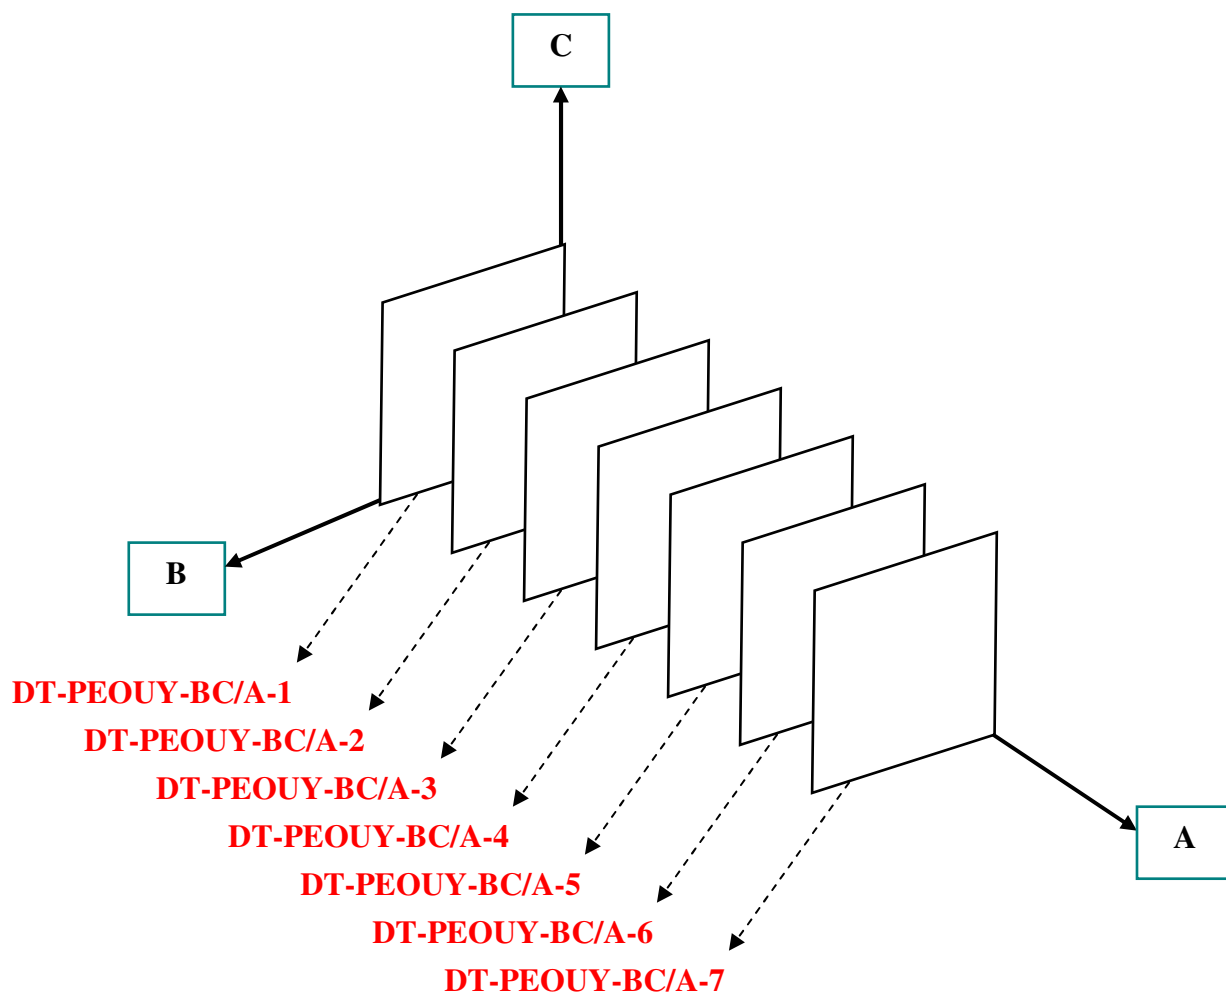 C
B
DT-PEOUY-BC/A-1
DT-PEOUY-BC/A-2
DT-PEOUY-BC/A-3
DT-PEOUY-BC/A-4
A
DT-PEOUY-BC/A-5
DT-PEOUY-BC/A-6
DT-PEOUY-BC/A-7